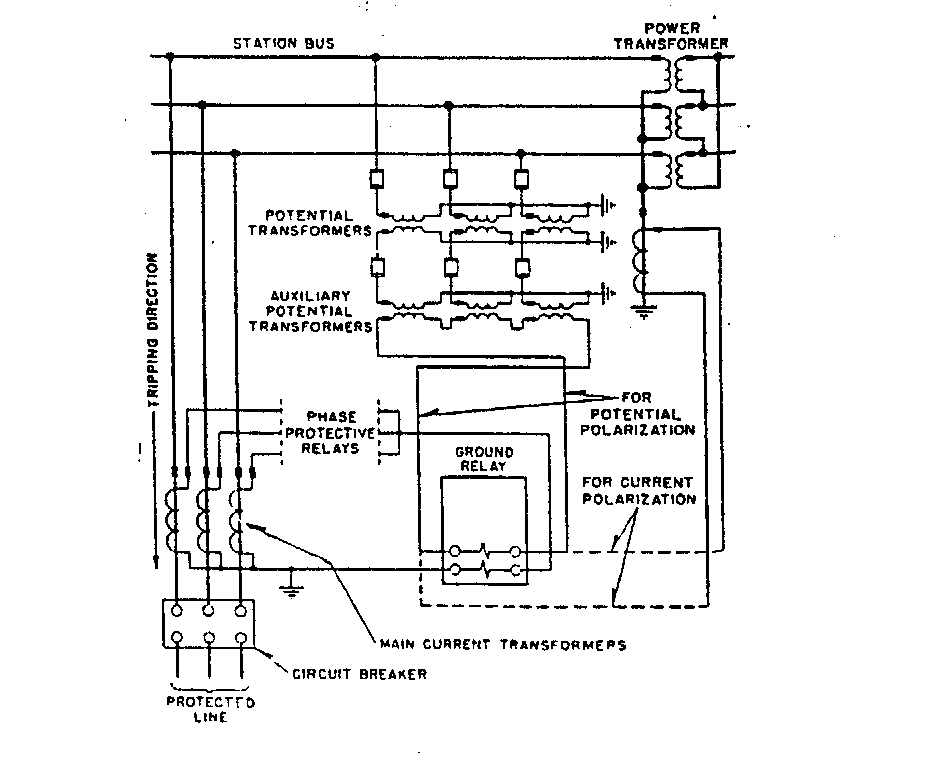 STATION BUS
POWER
TRANSFORMER
POTENTIAL
TRANSFORMERS
AUXILIARY
POTENTIAL
TRANSFORMERS
TRIPPING DIRECTION
PHASE
PROTECTIVE
RELAYS
GROUND
RELAY
FOR
POTENTIAL
POLARIZATION
FOR CURRENT
POLARIZATION
MAIN CURRENT TRANSFORMERS
CIRCUIT BREAKER
PROTECTED
LINE